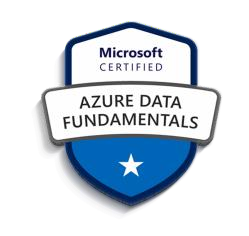 Microsoft
CERTIFIED
AZURE DATA
FUNDAMENTALS